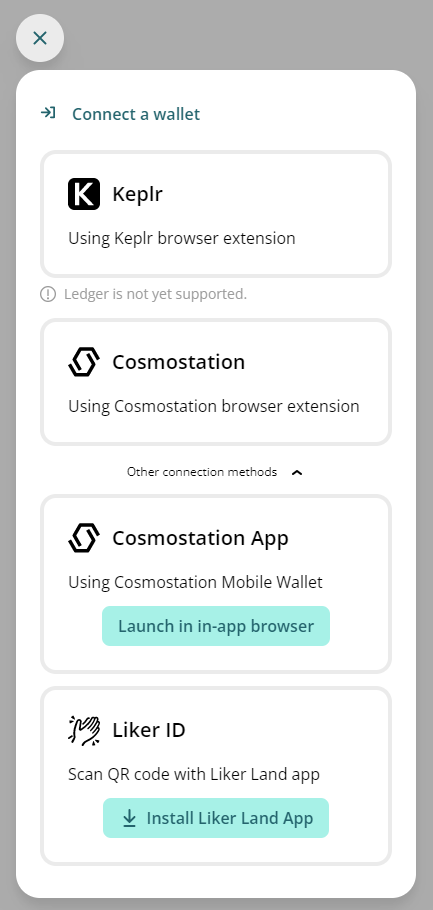 Connect a wallet
Keplr
Using Keplr browser extension
Ledger is not yet supported.
Cosmostation
Using Cosmostation browser extension
Other connection methods
Cosmostation App
Using Cosmostation Mobile Wallet
Launch in in-app browser
Liker ID
Scan QR code with Liker Land app
Install Liker Land App